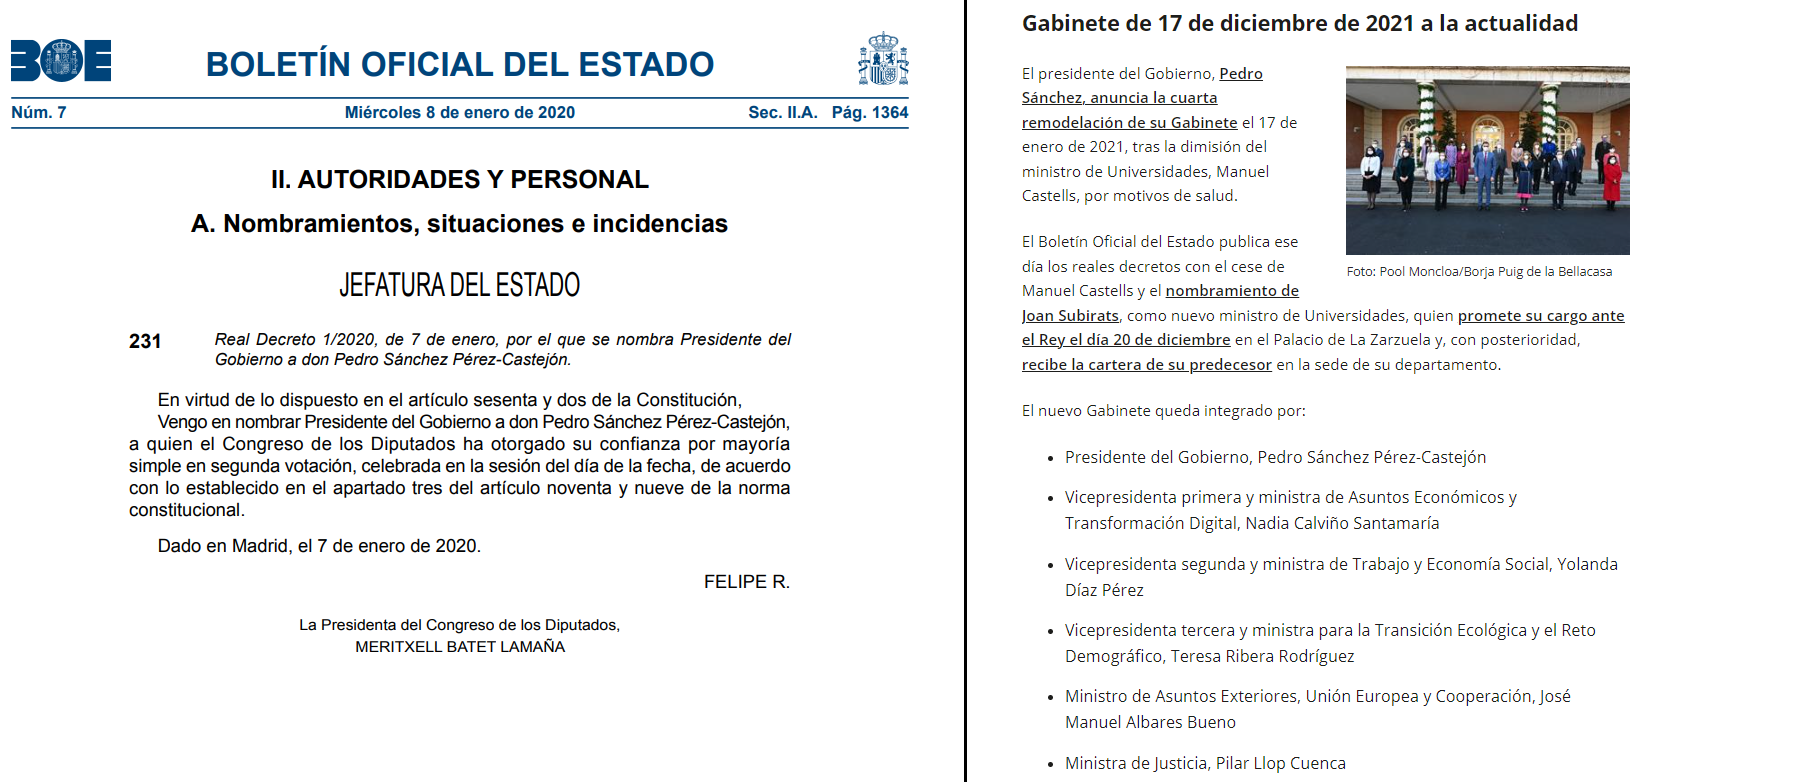 BOE
BOLETÍN OFICIAL DEL ESTADO
Núm. 7 Miércoles 8 de enero de 2020 Sec. II.A. Pág. 1364
II. AUTORIDADES Y PERSONAL
A. Nombramientos, situaciones e incidencias
JEFATURA DEL ESTADO
231 Real Decreto 1/2020, de 7 de enero, por el que se nombra Presidente del
Gobierno a don Pedro Sánchez Pérez-Castejón.
En virtud de lo dispuesto en el artículo sesenta y dos de la Constitución,
Vengo en nombrar Presidente del Gobierno a don Pedro Sánchez Pérez-Castejón,
a quien el Congreso de los Diputados ha otorgado su confianza por mayoría
simple en segunda votación, celebrada en la sesión del día de la fecha, de acuerdo
con lo establecido en el apartado tres del artículo noventa y nueve de la norma
constitucional.
Dado en Madrid, el 7 de enero de 2020.
FELIPE R.
La Presidenta del Congreso de los Diputados,
MERITXELL BATET LAMAÑA
Gabinete de 17 de diciembre de 2021 a la actualidad
El presidente del Gobierno, Pedro
Sánchez, anuncia la cuarta
remodelación de su Gabinete el 17 de
enero de 2021, tras la dimisión del
ministro de Universidades, Manuel
Castells, por motivos de salud.
Foto: Pool Moncloa/Borja Puig de la Bellacasa
El Boletín Oficial del Estado publica ese
día los reales decretos con el cese de
Manuel Castells y el nombramiento de
Joan Subirats, como nuevo ministro de Universidades, quien promete su cargo ante
el Rey el día 20 de diciembre en el Palacio de La Zarzuela y, con posterioridad,
recibe la cartera de su predecesor en la sede de su departamento.
El nuevo Gabinete queda integrado por:
• Presidente del Gobierno, Pedro Sánchez Pérez-Castejón
• Vicepresidenta primera y ministra de Asuntos Económicos y
Transformación Digital, Nadia Calviño Santamaría
• Vicepresidenta segunda y ministra de Trabajo y Economía Social, Yolanda
Díaz Pérez
• Vicepresidenta tercera y ministra para la Transición Ecológica y el Reto
Demográfico, Teresa Ribera Rodríguez
• Ministro de Asuntos Exteriores, Unión Europea y Cooperación, José
Manuel Albares Bueno
• Ministra de Justicia, Pilar Llop Cuenca